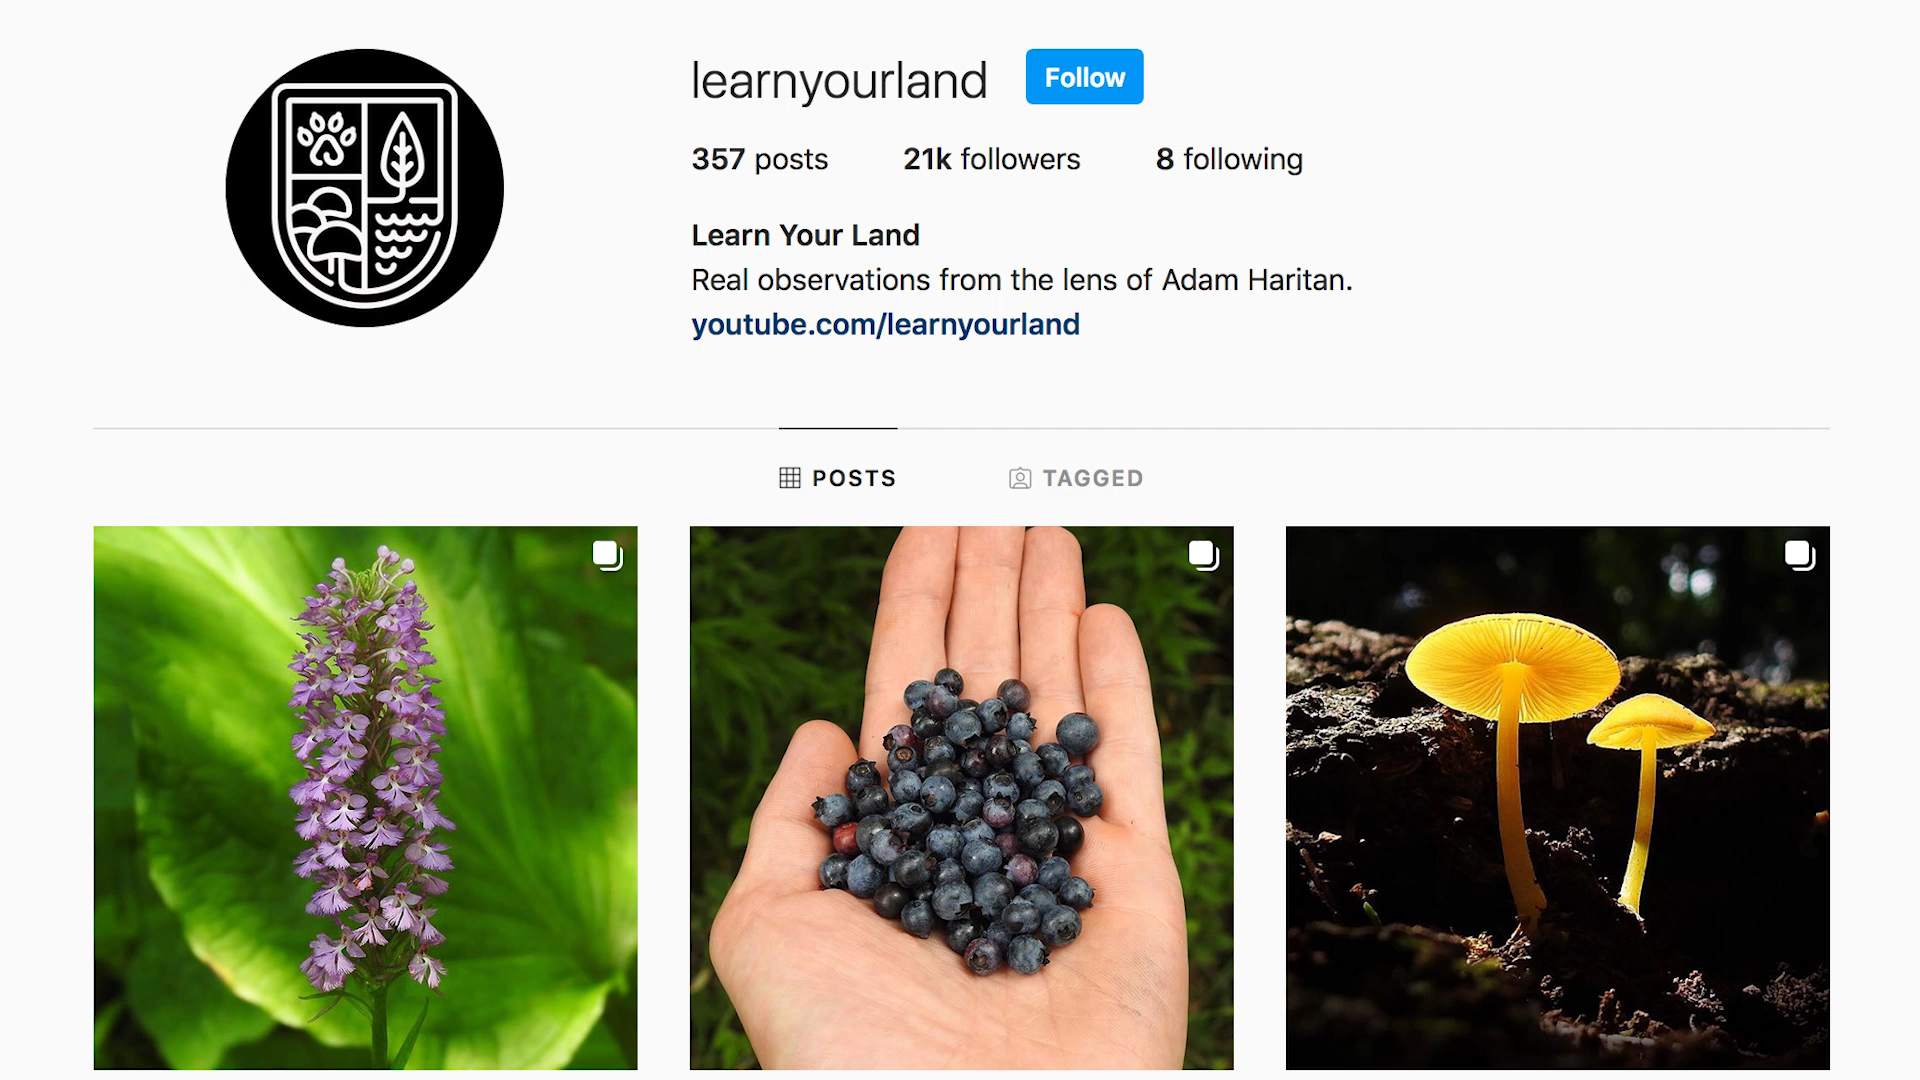 learnyourland Follow
357 posts 21k followers 8 following
Learn Your Land
Real observations from the lens of Adam Haritan.
youtube.com/learnyourland
POSTS TAGGED